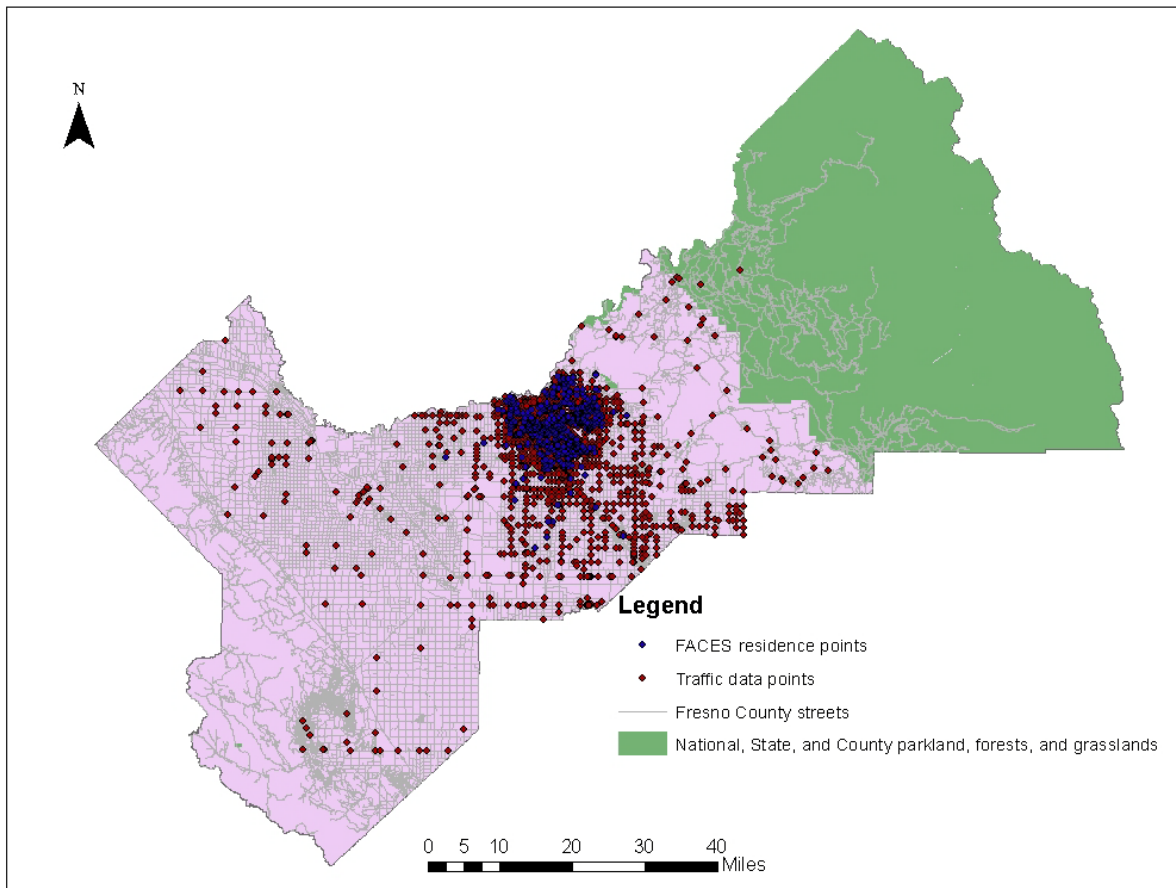 N
Legend
FACES residence points
Traffic data points
Fresno County streets
National, State, and County parkland, forests, and grasslands
0 5 10 20 30 40
Miles